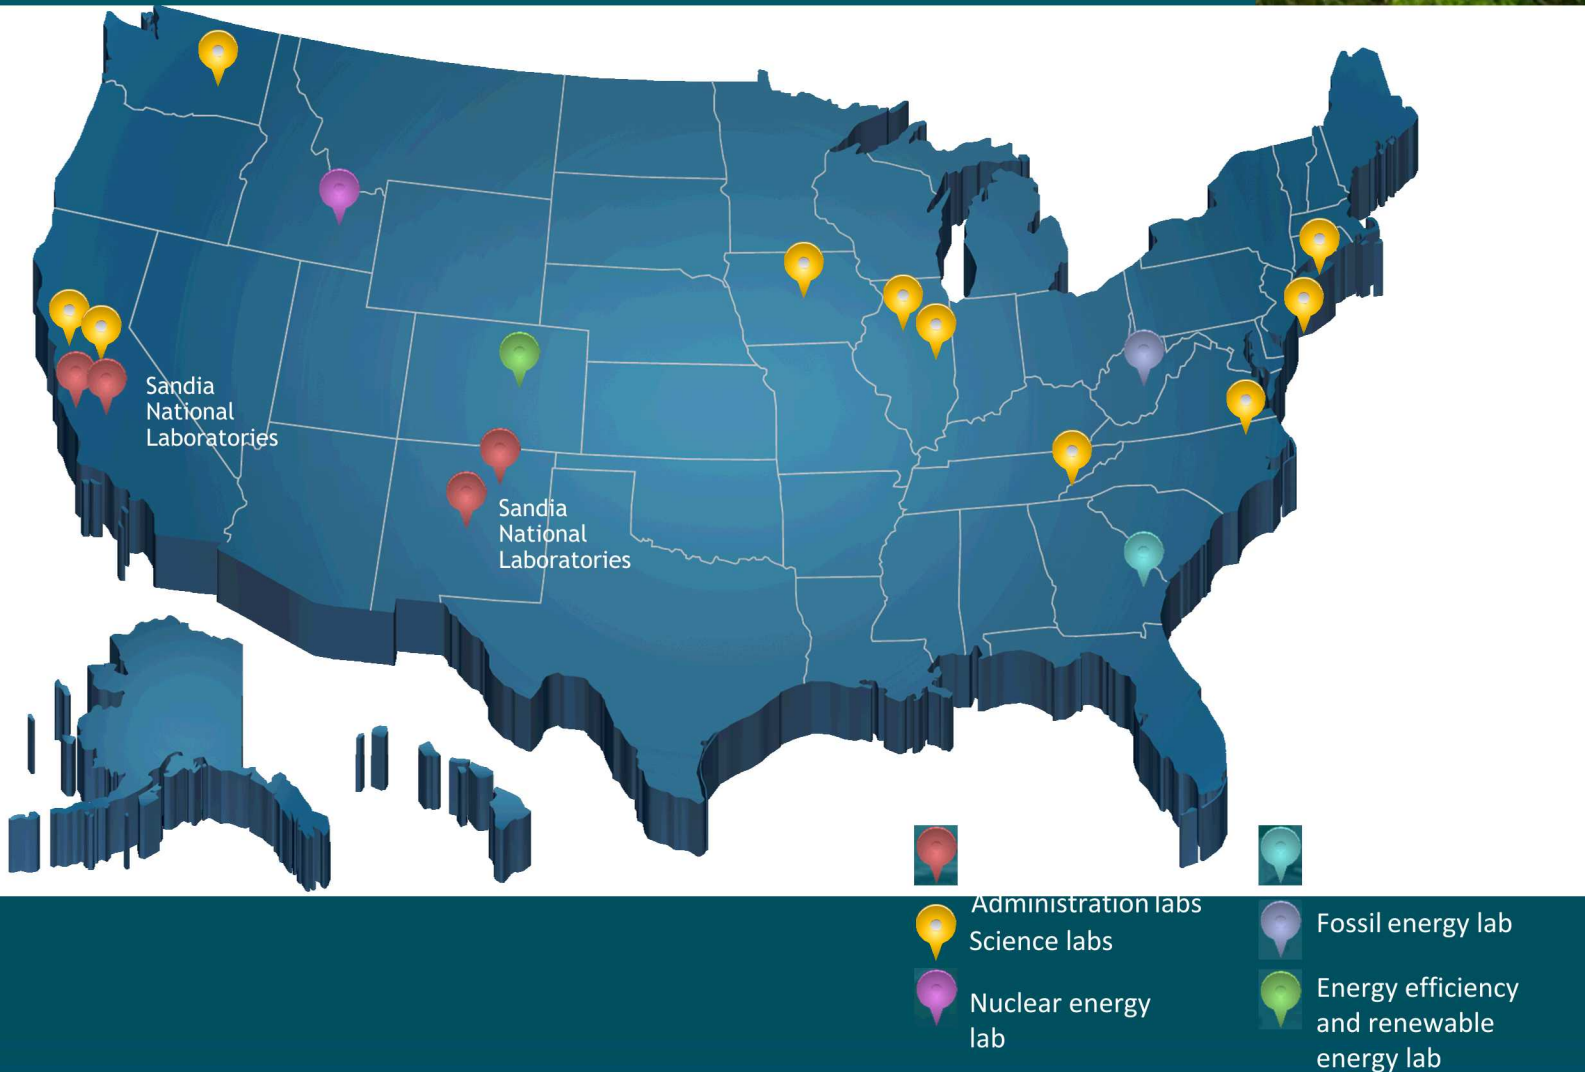 Sandia
National
Laboratories
Sandia
National
Laboratories
Administration labs
Science labs
Nuclear energy
lab
Fossil energy lab
Energy efficiency
and renewable
energy lab